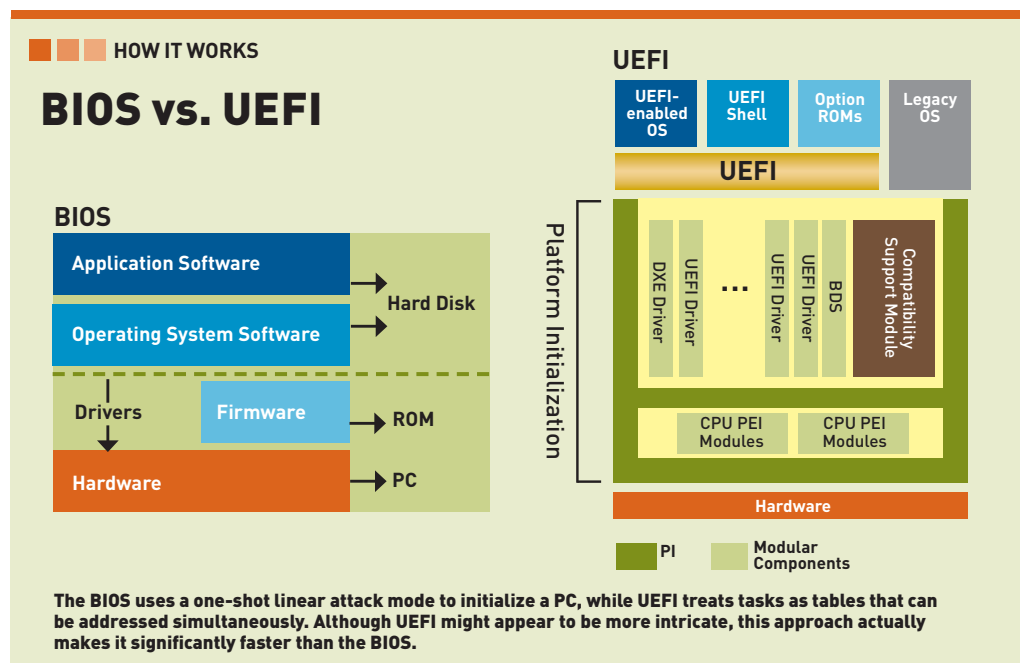 HOW IT WORKS
BIOS vs. UEFI
BIOS
Application Software
Hard Disk
Operating System Software
Drivers
Firmware
ROM
Hardware
PC
UEFI
UEFI-
enabled
OS
UEFI
Shell
Option
ROMs
Legacy
OS
UEFI
Platform Initialization
DXE Driver
UEFI Driver
...
UEFI Driver
UEFI Driver
BDS
Compatibility
Support Module
CPU PEI
Modules
CPU PEI
Modules
Hardware
PI
Modular
Components
The BIOS uses a one-shot linear attack mode to initialize a PC, while UEFI treats tasks as tables that can
be addressed simultaneously. Although UEFI might appear to be more intricate, this approach actually
makes it significantly faster than the BIOS.